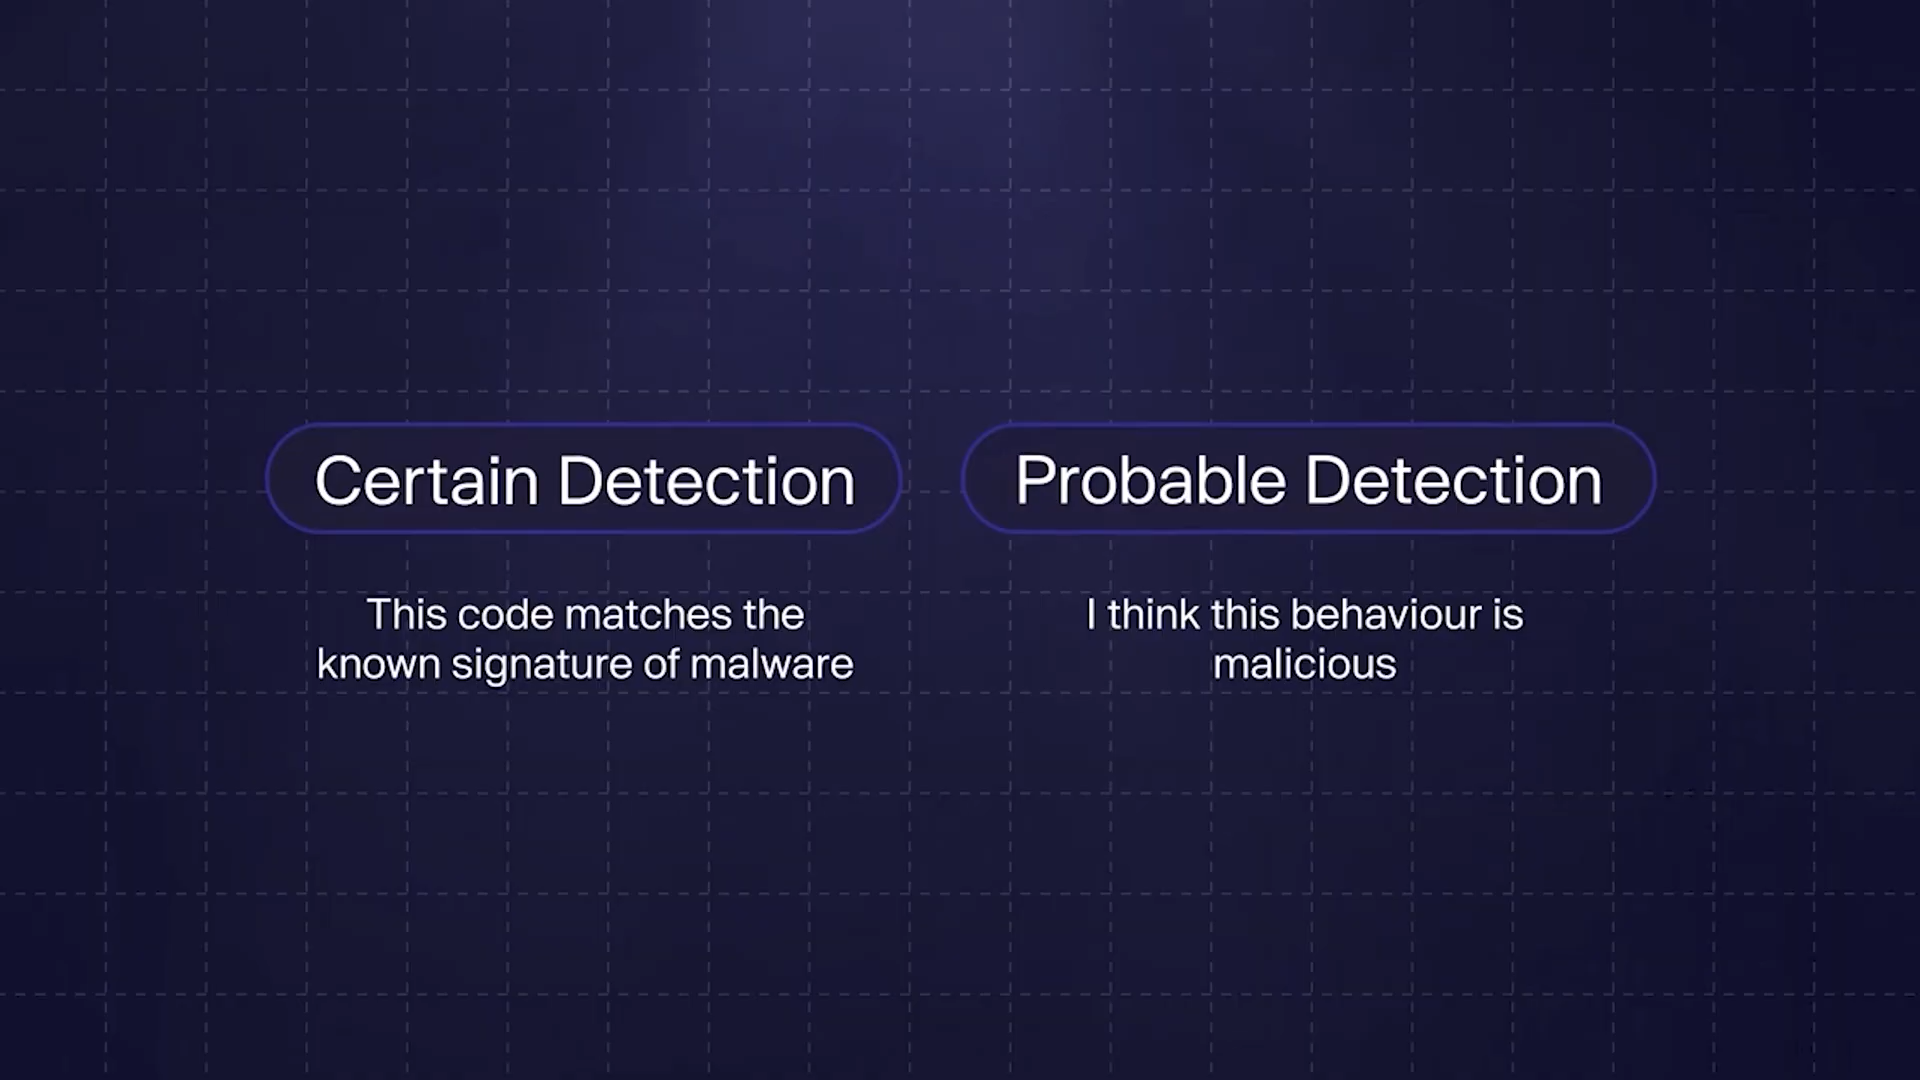 Certain Detection
This code matches the
known signature of malware
Probable Detection
I think this behaviour is
malicious